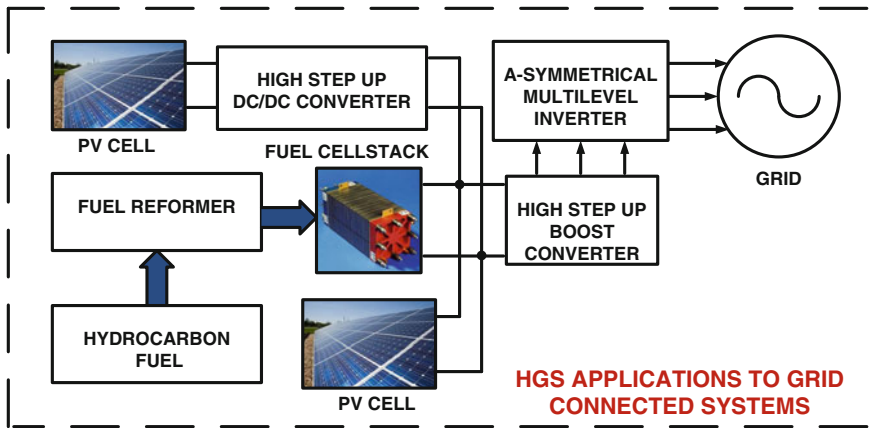 HIGH STEP UP
DC/DC CONVERTER
PV CELL
A-SYMMETRICAL
MULTILEVEL
INVERTER
GRID
FUEL CELLSTACK
FUEL REFORMER
HIGH STEP UP
BOOST
CONVERTER
HYDROCARBON
FUEL
PV CELL
HGS APPLICATIONS TO GRID
CONNECTED SYSTEMS